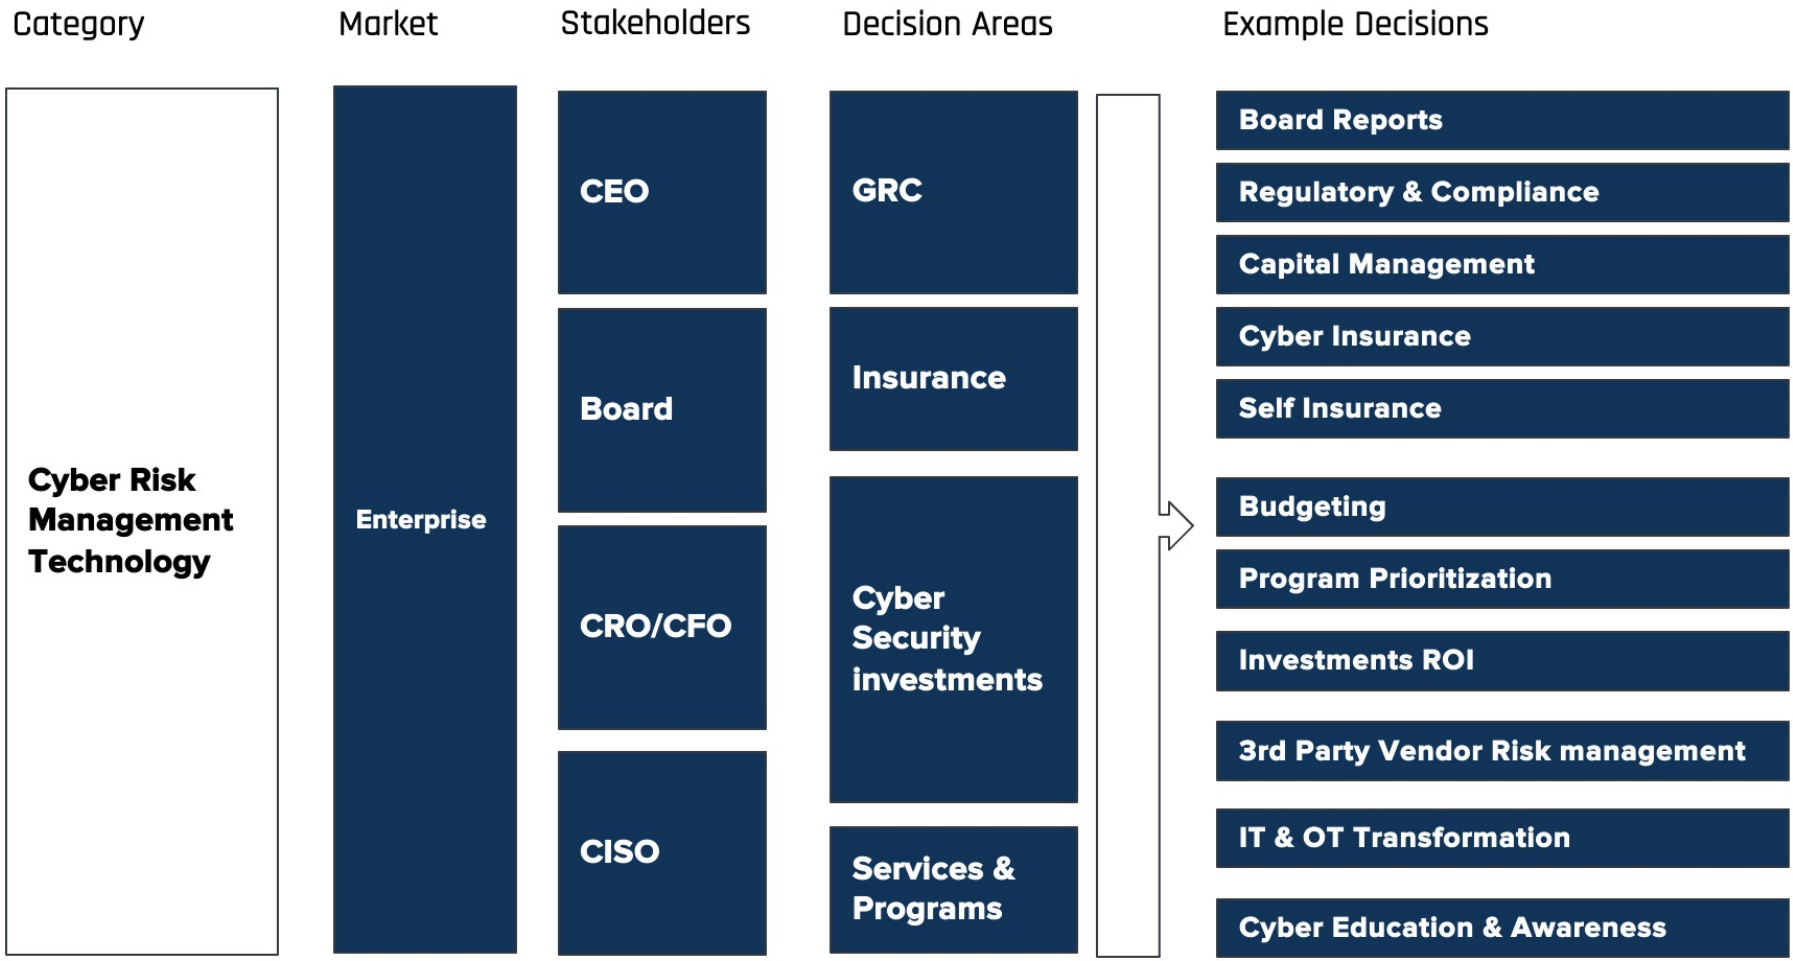 Category
Market
Stakeholders
Decision Areas
Example Decisions
Cyber Risk
Management
Technology
Enterprise
CEO
Board
CRO/CFO
CISO
GRC
Insurance
Cyber
Security
investments
Services &
Programs
Board Reports
Regulatory & Compliance
Capital Management
Cyber Insurance
Self Insurance
Budgeting
Program Prioritization
Investments ROI
3rd Party Vendor Risk management
IT & OT Transformation
Cyber Education & Awareness